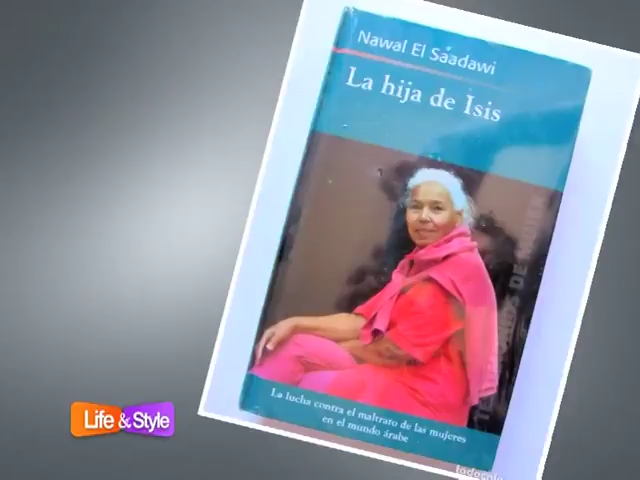 Nawal El Saadawi
La hija de Isis
La lucha contra el maltrato de las mujeres
en el mundo árabe
Life & Style